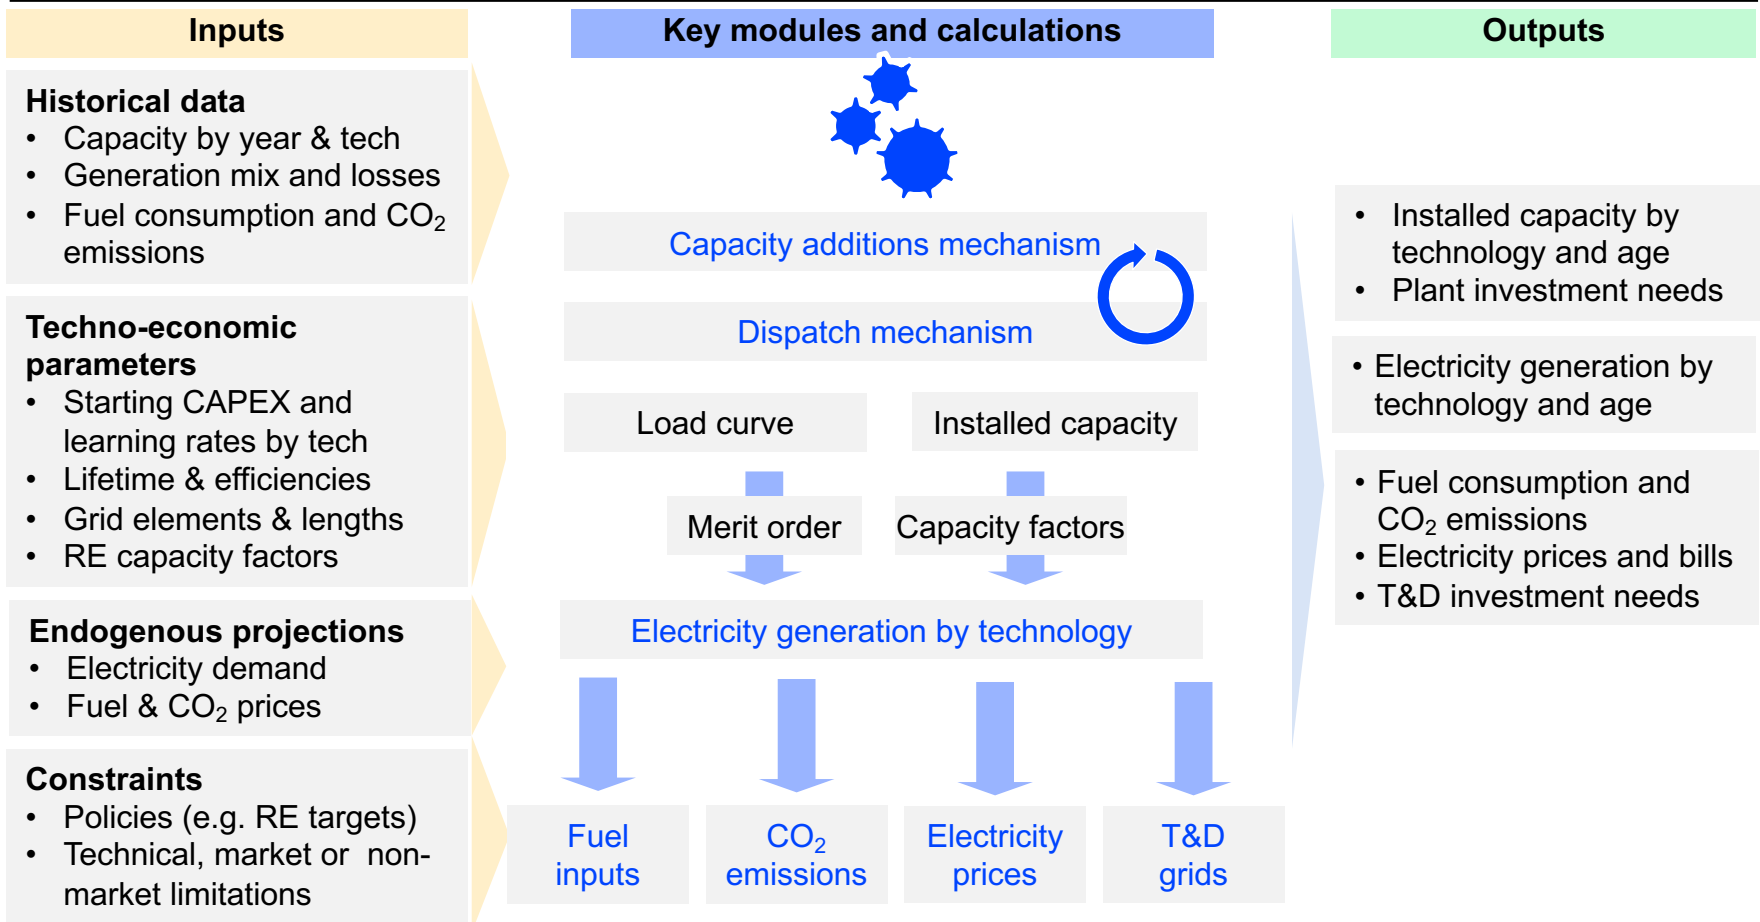 Inputs
Historical data
• Capacity by year & tech
• Generation mix and losses
• Fuel consumption and CO₂
emissions
Techno-economic
parameters
• Starting CAPEX and
learning rates by tech
• Lifetime & efficiencies
• Grid elements & lengths
• RE capacity factors
Endogenous projections
• Electricity demand
• Fuel & CO₂ prices
Constraints
• Policies (e.g. RE targets)
• Technical, market or non-
market limitations
Key modules and calculations
Capacity additions mechanism
Dispatch mechanism
Load curve
Installed capacity
Merit order
Capacity factors
Electricity generation by technology
Fuel
inputs
CO₂
emissions
Electricity
prices
T&D
grids
Outputs
• Installed capacity by
technology and age
• Plant investment needs
• Electricity generation by
technology and age
• Fuel consumption and
CO₂ emissions
• Electricity prices and bills
• T&D investment needs